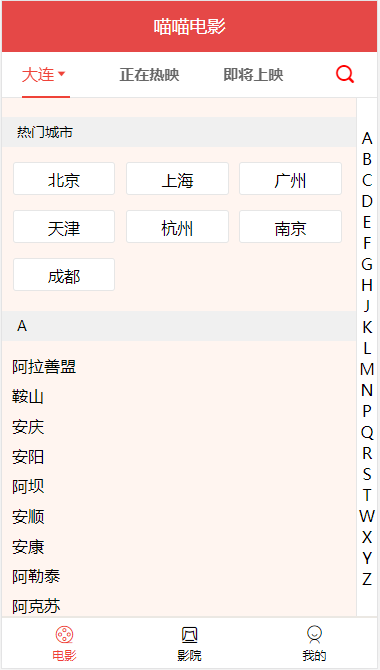 喵喵电影
大连 正在热映 即将上映
热门城市
北京 上海 广州
天津 杭州 南京
成都
A
阿拉善盟
鞍山
安庆
安阳
阿坝
安顺
安康
阿勒泰
阿克苏
A
B
C
D
E
F
G
H
J
K
L
M
N
P
Q
R
S
T
W
X
Y
Z
电影 影院 我的